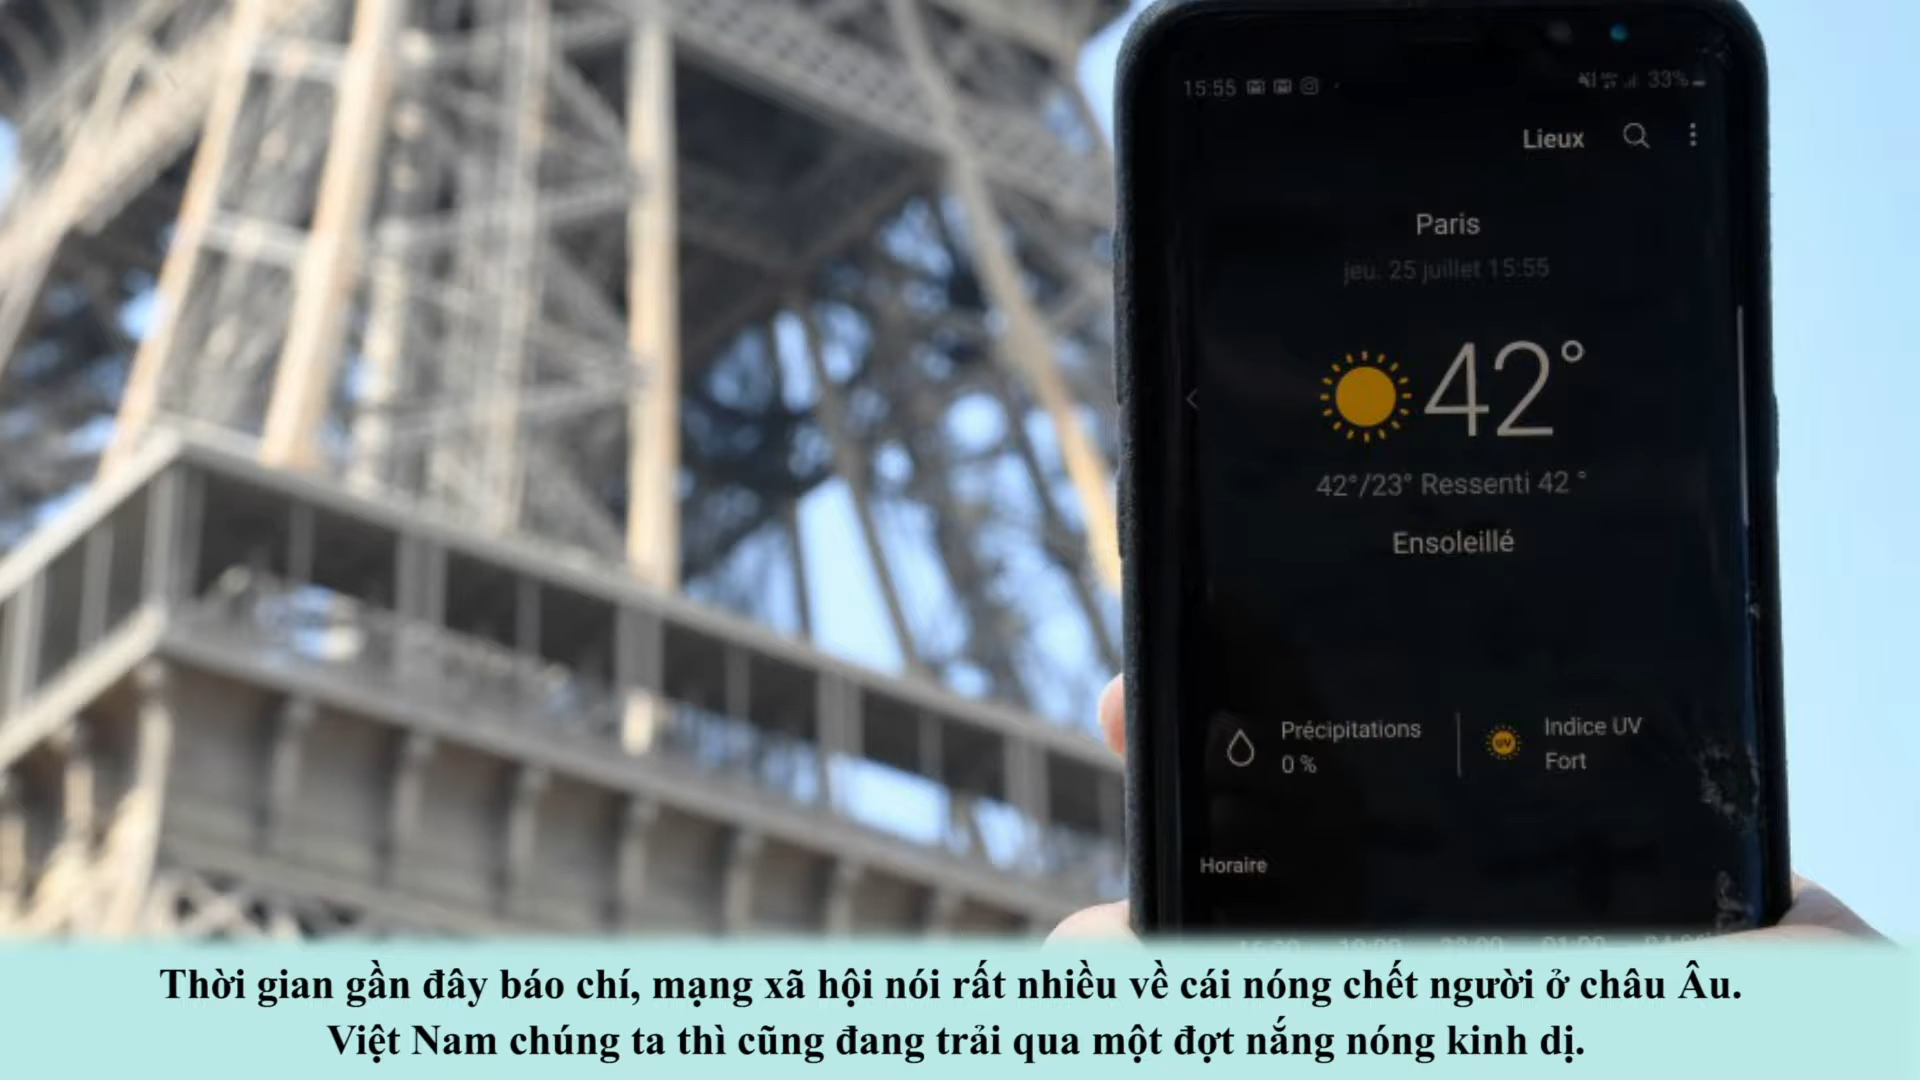 15:55
33%
Lieux
Paris
jeu. 25 juillet 15:55
42°
42°/23° Ressenti 42 °
Ensoleillé
Précipitations
0 %
Indice UV
Fort
UV
Horaire
Thời gian gần đây báo chí, mạng xã hội nói rất nhiều về cái nóng chết người ở châu Âu.
Việt Nam chúng ta thì cũng đang trải qua một đợt nắng nóng kinh dị.